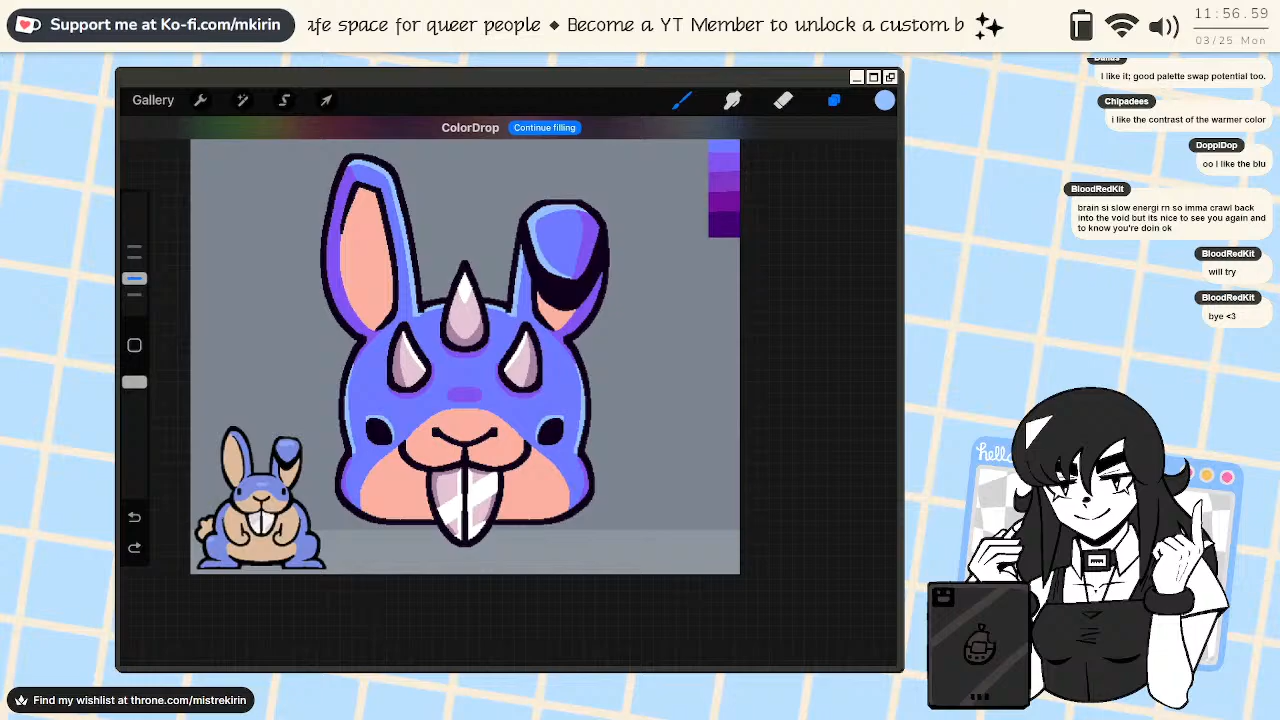 Support me at Ko-fi.com/mkirin
afe space for queer people ◆ Become a YT Member to unlock a custom b
11:56.59
03/25 Mon
Gallery
ColorDrop
Continue filling
I like it; good palette swap potential too.
Chipadees
i like the contrast of the warmer color
DoppiDop
oo I like the blu
BloodRedKit
brain si slow energi rn so imma crawl back
into the void but its nice to see you again and
to know you're doin ok
BloodRedKit
will try
BloodRedKit
bye <3
hello
Find my wishlist at throne.com/mistrekirin